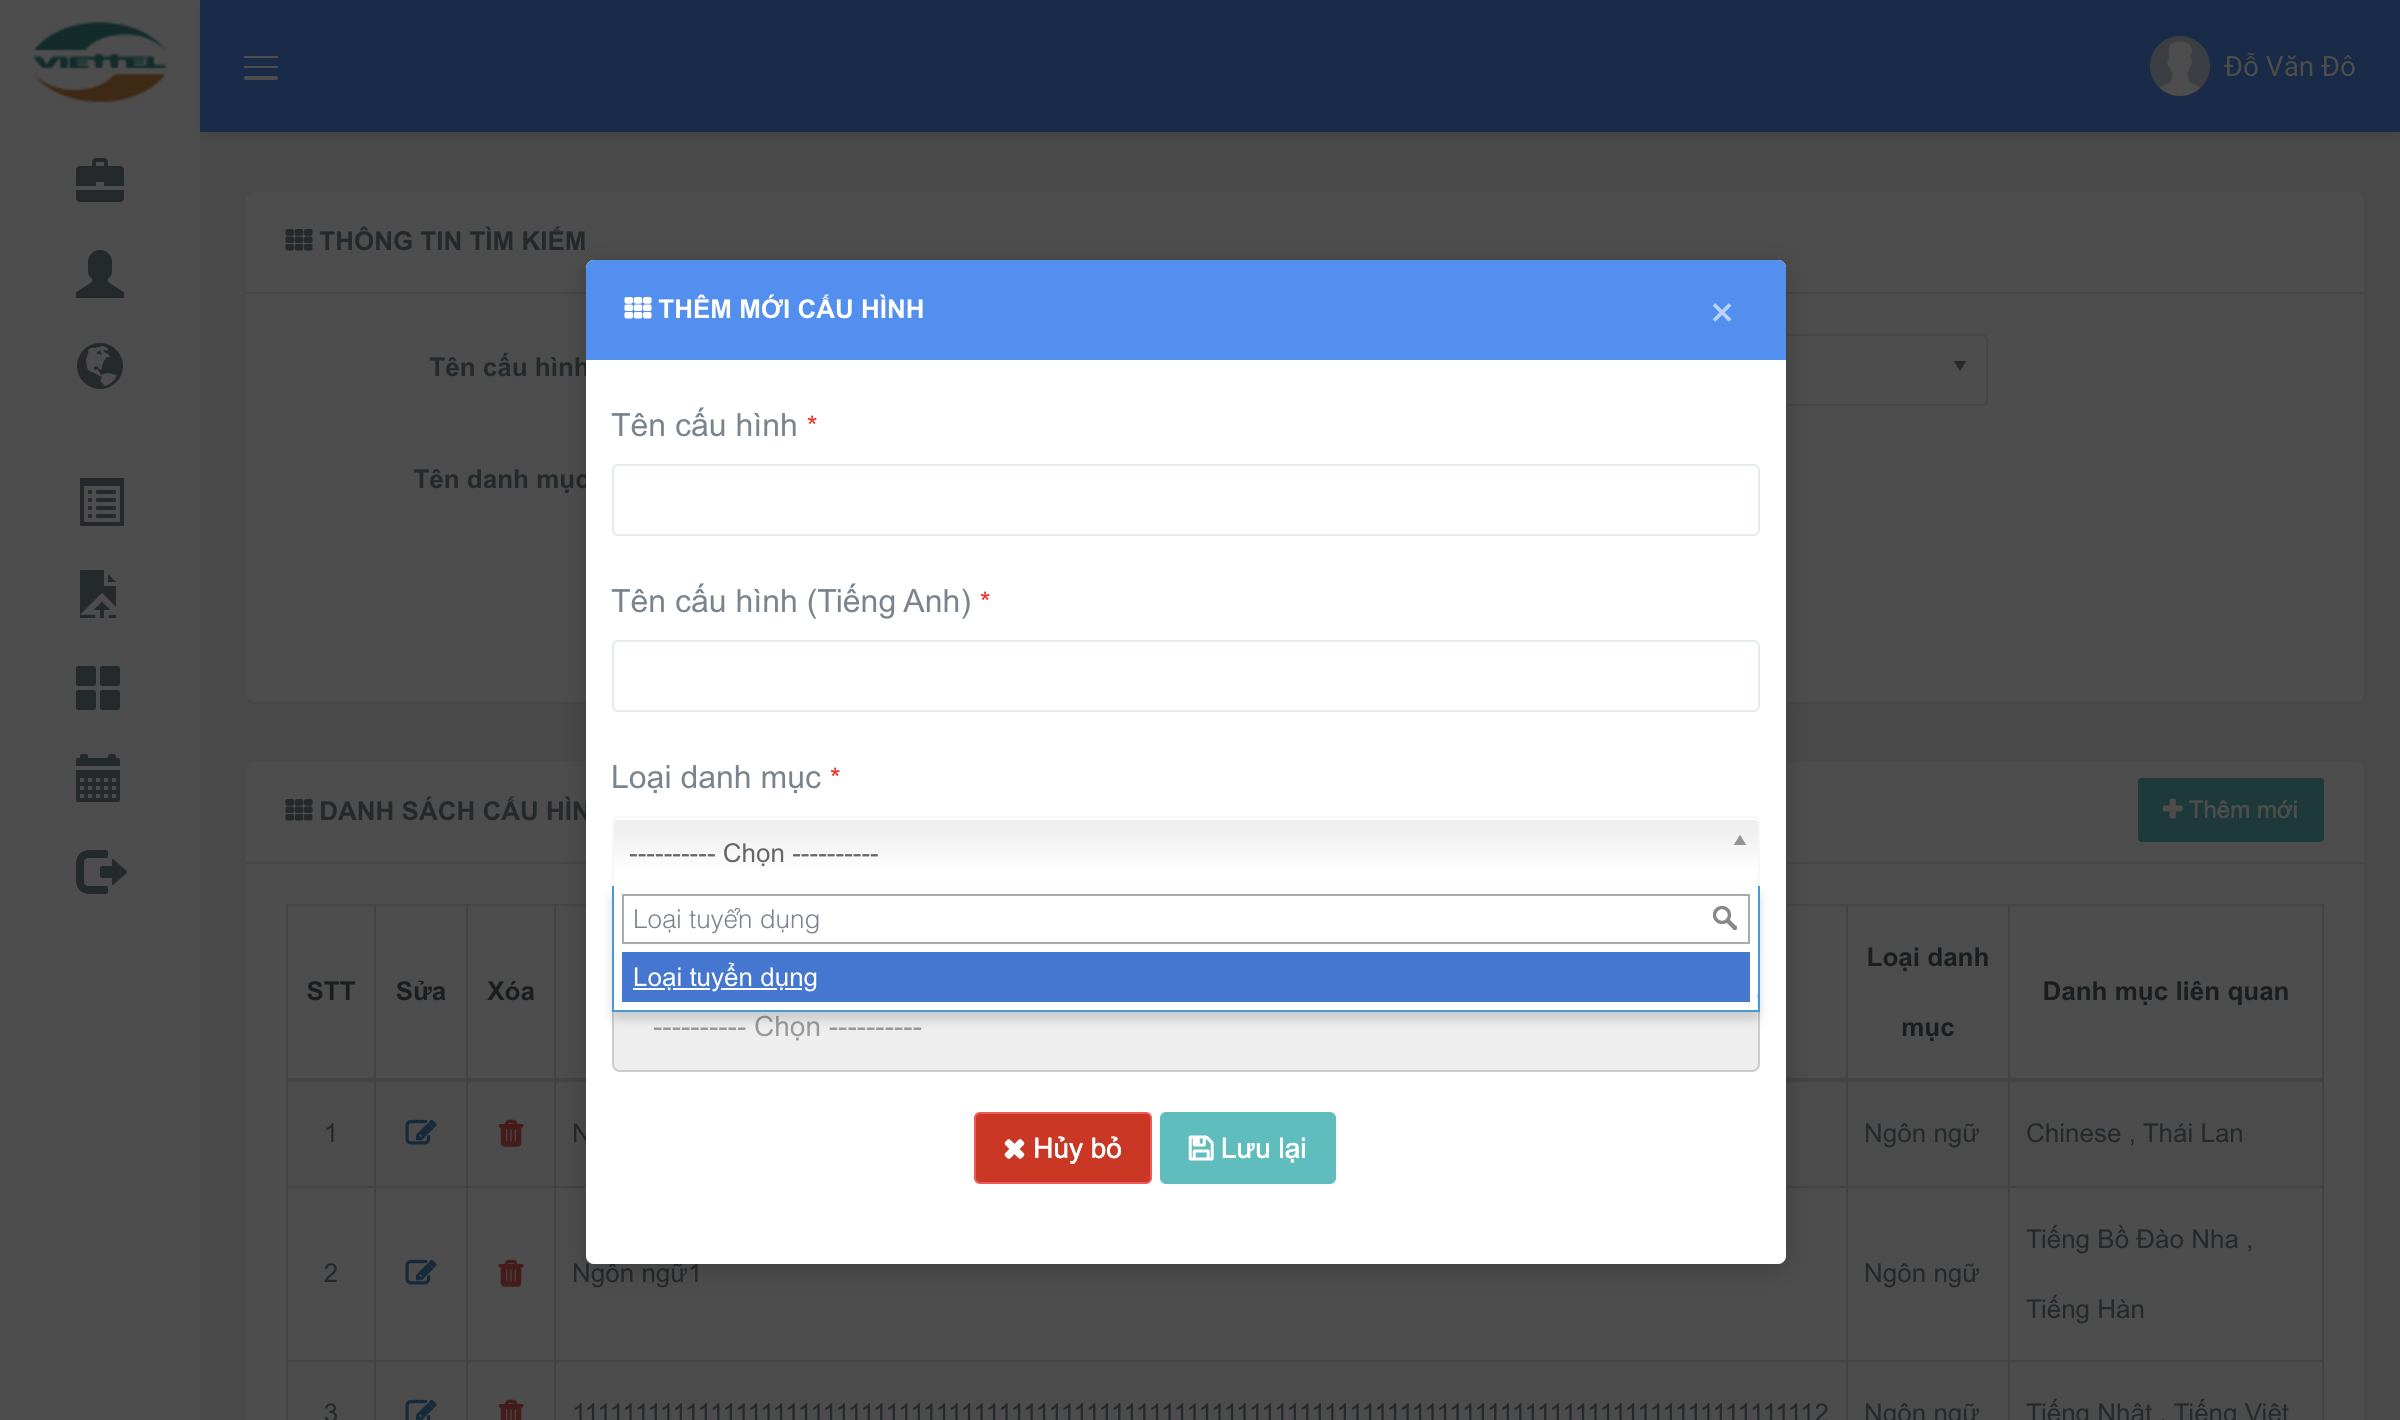 VIETTEL
Đỗ Văn Đô
THÔNG TIN TÌM KIẾM
Tên cấu hình
Tên danh mục
THÊM MỚI CẤU HÌNH
×
Tên cấu hình *
Tên cấu hình (Tiếng Anh) *
Loại danh mục *
---------- Chọn ----------
Loại tuyển dụng
Loại tuyển dụng
---------- Chọn ----------
Hủy bỏ
Lưu lại
DANH SÁCH CẤU HÌN
Thêm mới
STT
Sửa
Xóa
Loại danh
mục
Danh mục liên quan
1
N
Ngôn ngữ
Chinese , Thái Lan
2
Ngôn ngữ1
Ngôn ngữ
Tiếng Bồ Đào Nha ,
Tiếng Hàn
3
Ngôn ngữ
Tiếng Nhật , Tiếng Việt